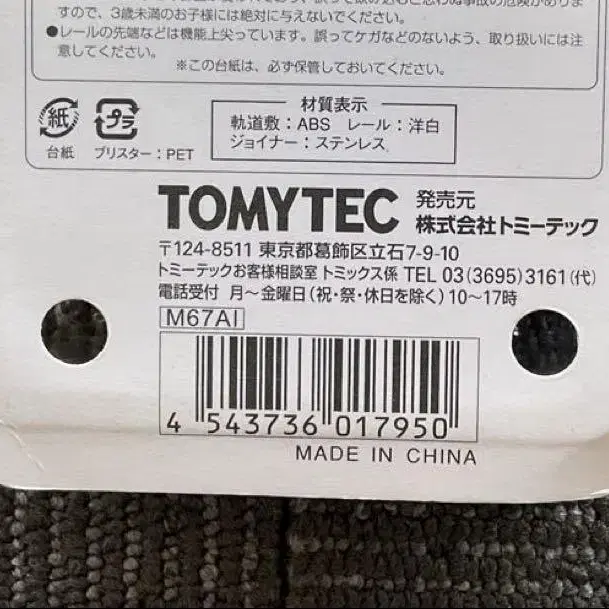 すので、3歳未満のお子様には絶対に与えないでください。
●レールの先端などは機能上尖っています。誤ってケガなどのないよう、取り扱いには注
意してください。
※この台紙は、必ず保管しておいてください。
紙
プラ
台紙 ブリスター：PET
材質表示
軌道敷：ABS レール：洋白
ジョイナー：ステンレス
TOMYTEC 発売元
株式会社トミーテック
〒124-8511 東京都葛飾区立石7-9-10
トミーテックお客様相談室 トミックス係 TEL 03(3695)3161(代)
電話受付 月〜金曜日(祝・祭・休日を除く)10〜17時
M67AI
4 543736 017950
MADE IN CHINA